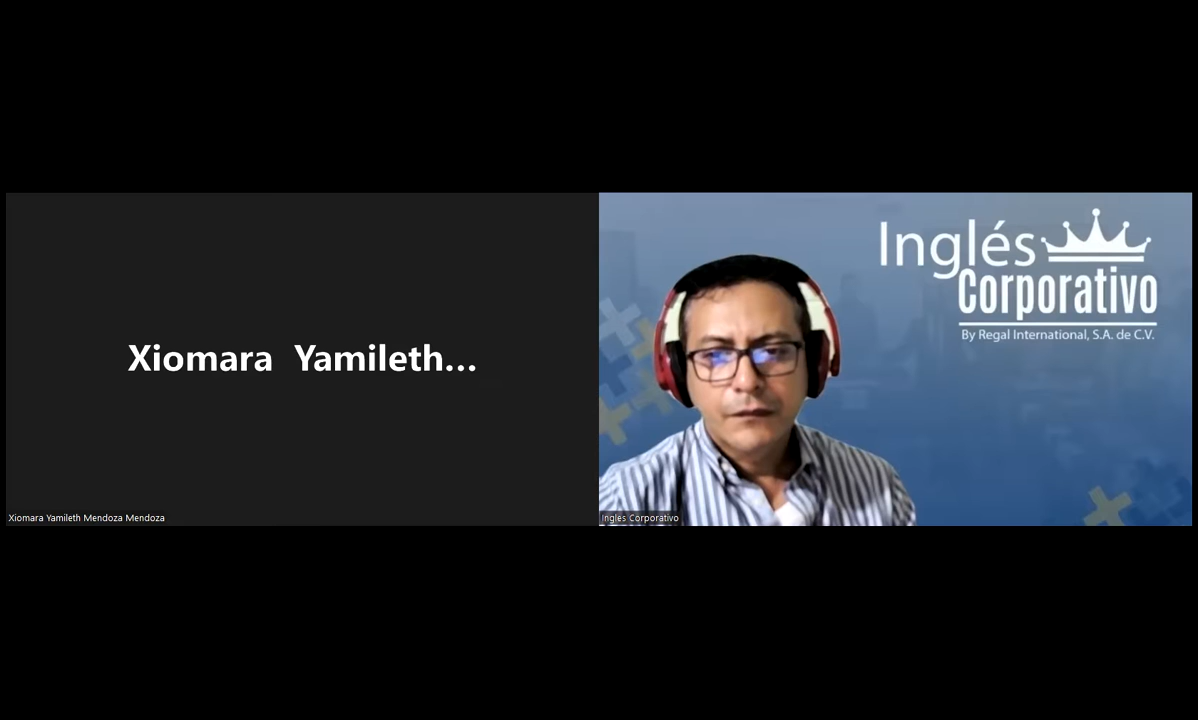 Xiomara Yamileth...
Xiomara Yamileth Mendoza Mendoza
Inglés
Corporativo
By Regal International, S.A. de C.V.
Inglés Corporativo